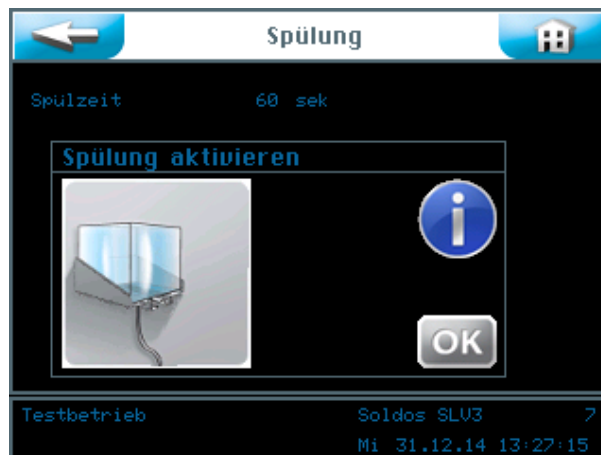 Spülung
Spülzeit 60 sek
Spülung aktivieren
i
OK
Testbetrieb Soldos SLV3 7
Mi 31.12.14 13:27:15